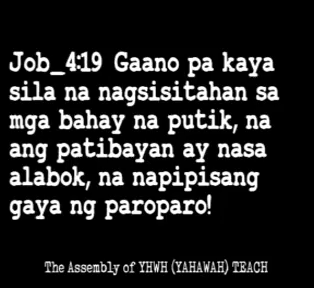 Job_4:19 Gaano pa kaya
sila na nagsisitahan sa
mga bahay na putik, na
ang patibayan ay nasa
alabok, na napipisang
gaya ng paroparo!
The Assembly of YHWH (YAHAWAH) TEACH